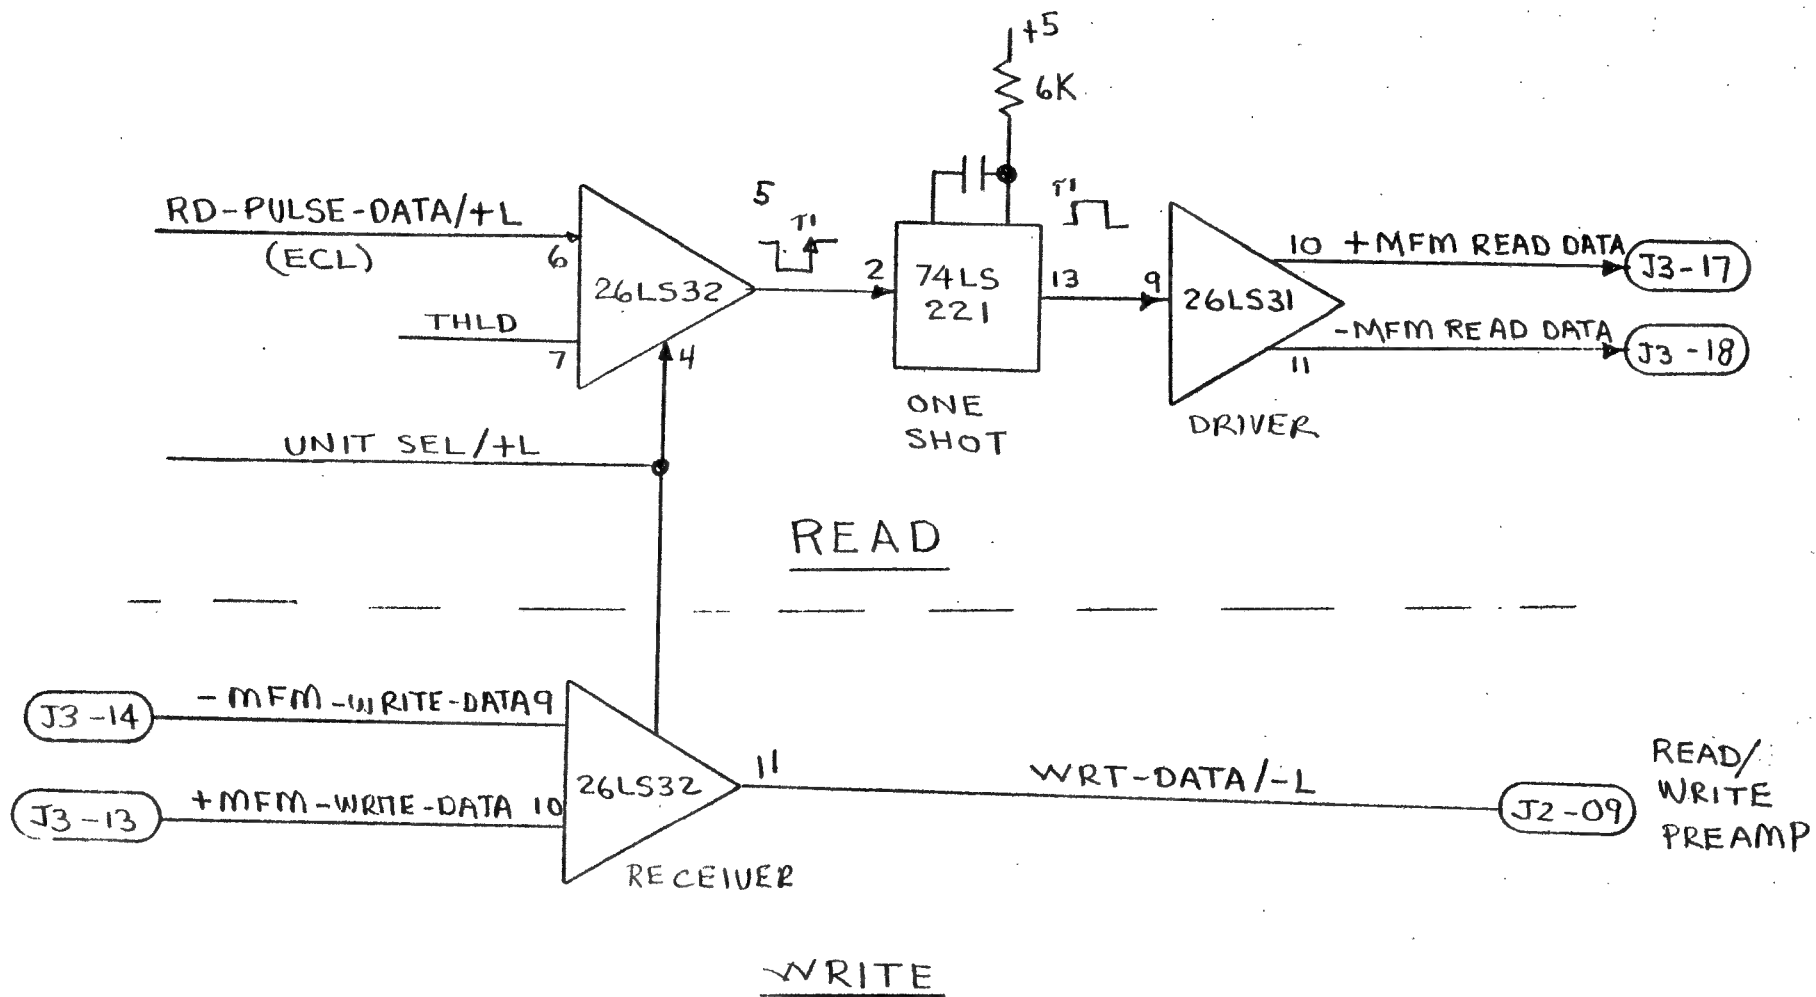 +5
6K
RD-PULSE-DATA/+L
(ECL)
6
26LS32
THLD
7
4
5
T1
2
74LS
221
ONE
SHOT
T1
13
9
26LS31
DRIVER
10 +MFM READ DATA
J3-17
-MFM READ DATA
11
J3-18
UNIT SEL/+L
READ
J3-14
-MFM-WRITE-DATA 9
J3-13
+MFM-WRITE-DATA 10
26LS32
RECEIVER
11
WRT-DATA/-L
J2-09
READ/
WRITE
PREAMP
WRITE